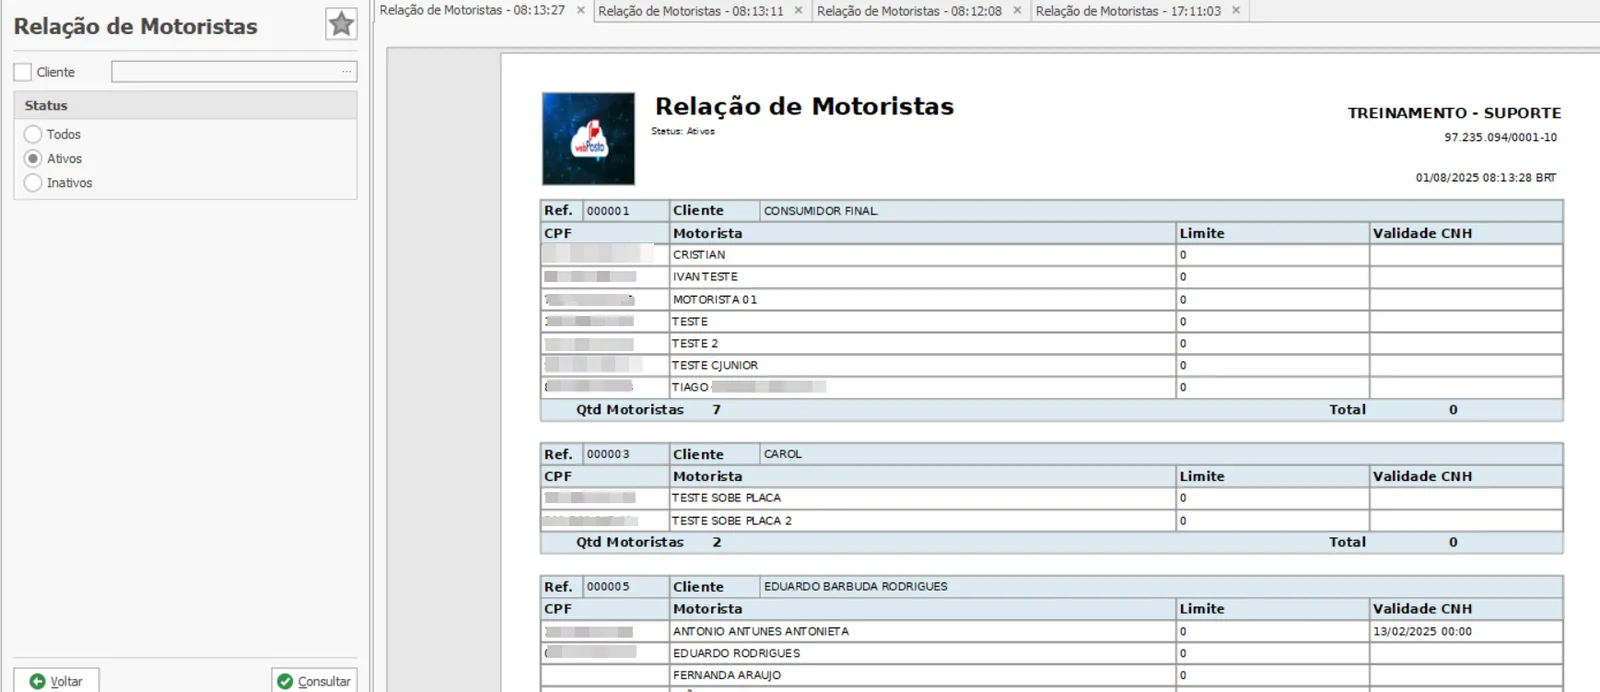 Relação de Motoristas
Cliente
...
Status
Todos
Ativos
Inativos
Voltar
Consultar
Relação de Motoristas - 08:13:27 ×
Relação de Motoristas - 08:13:11 ×
Relação de Motoristas - 08:12:08 ×
Relação de Motoristas - 17:11:03 ×
webPosto
Relação de Motoristas
Status: Ativos
TREINAMENTO - SUPORTE
97.235.094/0001-10
01/08/2025 08:13:28 BRT
Ref. 000001 Cliente CONSUMIDOR FINAL
CPF Motorista Limite Validade CNH
CRISTIAN 0
IVAN TESTE 0
MOTORISTA 01 0
TESTE 0
TESTE 2 0
TESTE CJUNIOR 0
TIAGO 0
Qtd Motoristas 7 Total 0
Ref. 000003 Cliente CAROL
CPF Motorista Limite Validade CNH
TESTE SOBE PLACA 0
TESTE SOBE PLACA 2 0
Qtd Motoristas 2 Total 0
Ref. 000005 Cliente EDUARDO BARBUDA RODRIGUES
CPF Motorista Limite Validade CNH
ANTONIO ANTUNES ANTONIETA 0 13/02/2025 00:00
EDUARDO RODRIGUES 0
FERNANDA ARAUJO 0